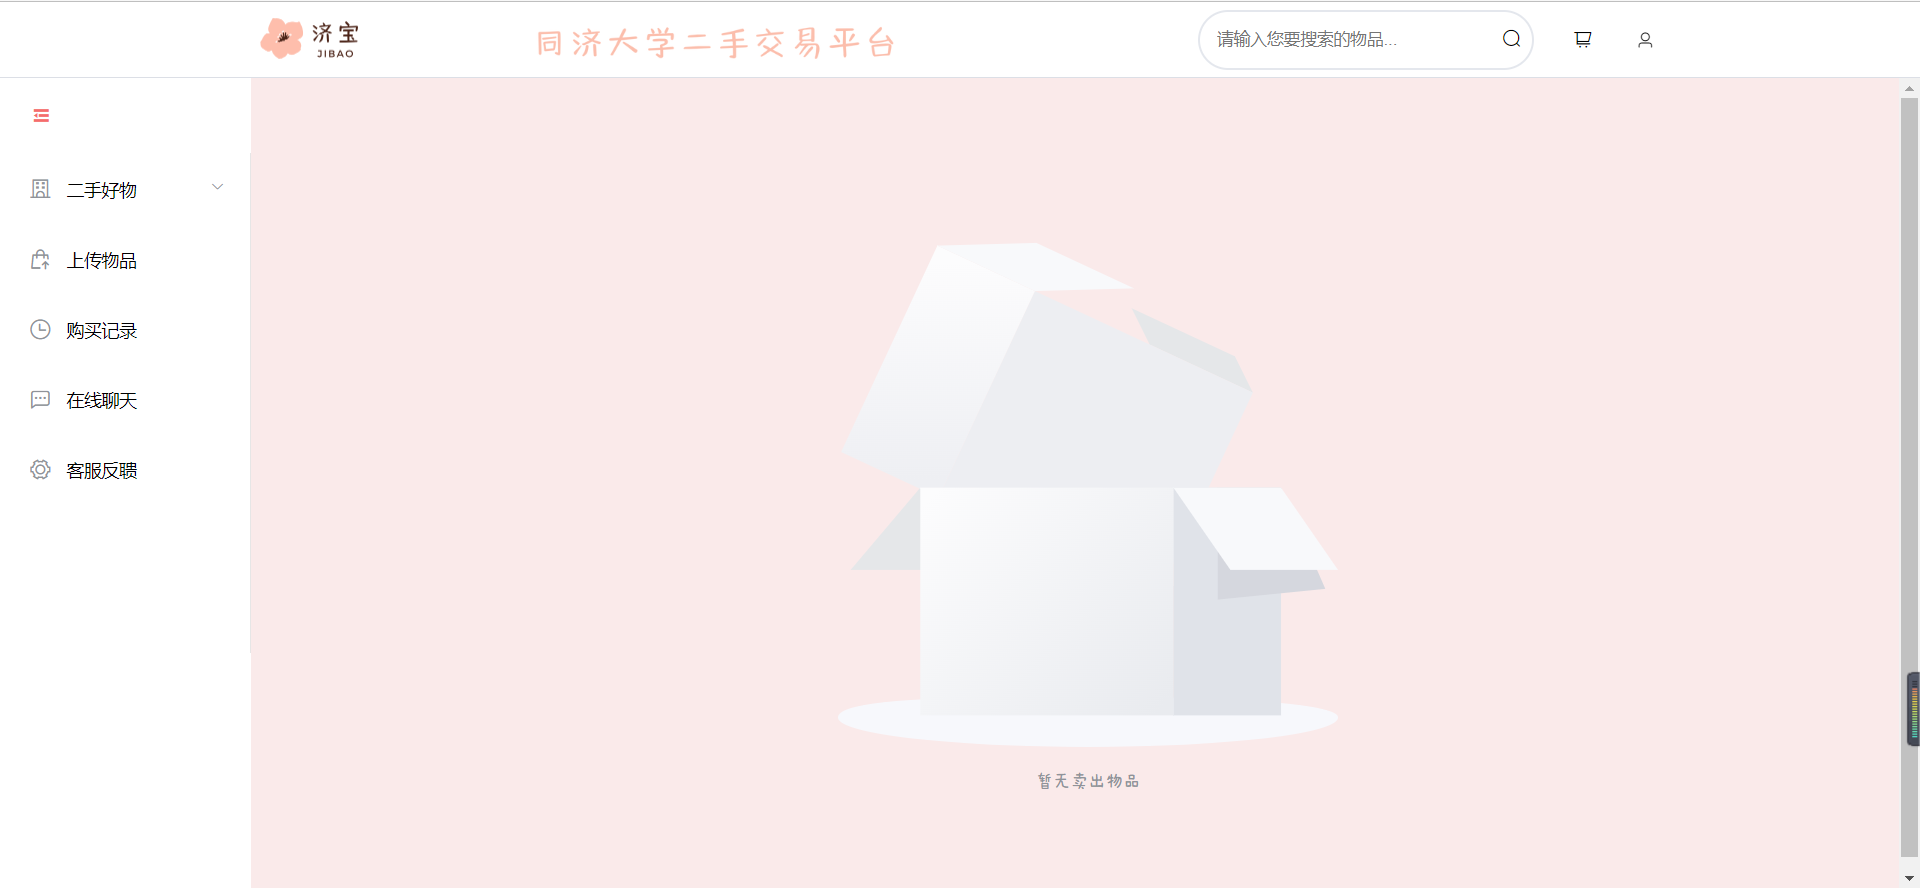 济宝
JIBAO
同济大学二手交易平台
请输入您要搜索的物品...
二手好物
上传物品
购买记录
在线聊天
客服反聩
暂无卖出物品